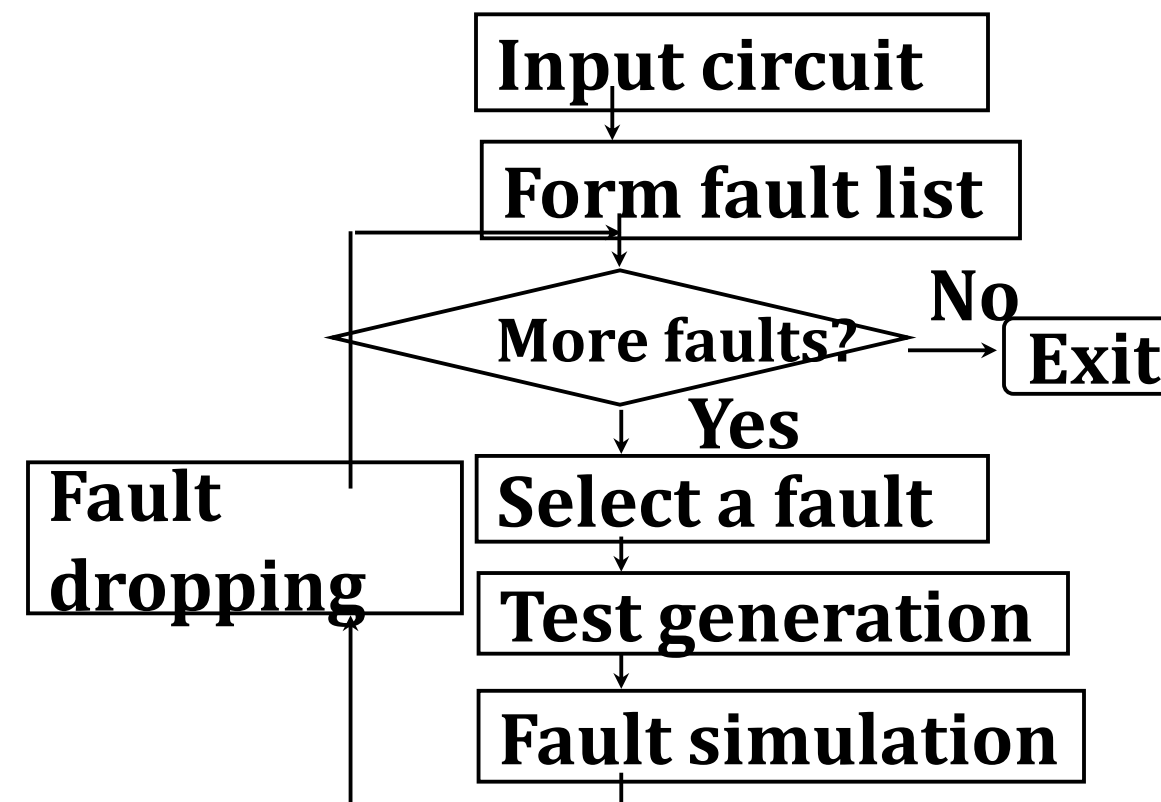 Input circuit
Form fault list
No
More faults?
Exit
Yes
Fault
dropping
Select a fault
Test generation
Fault simulation